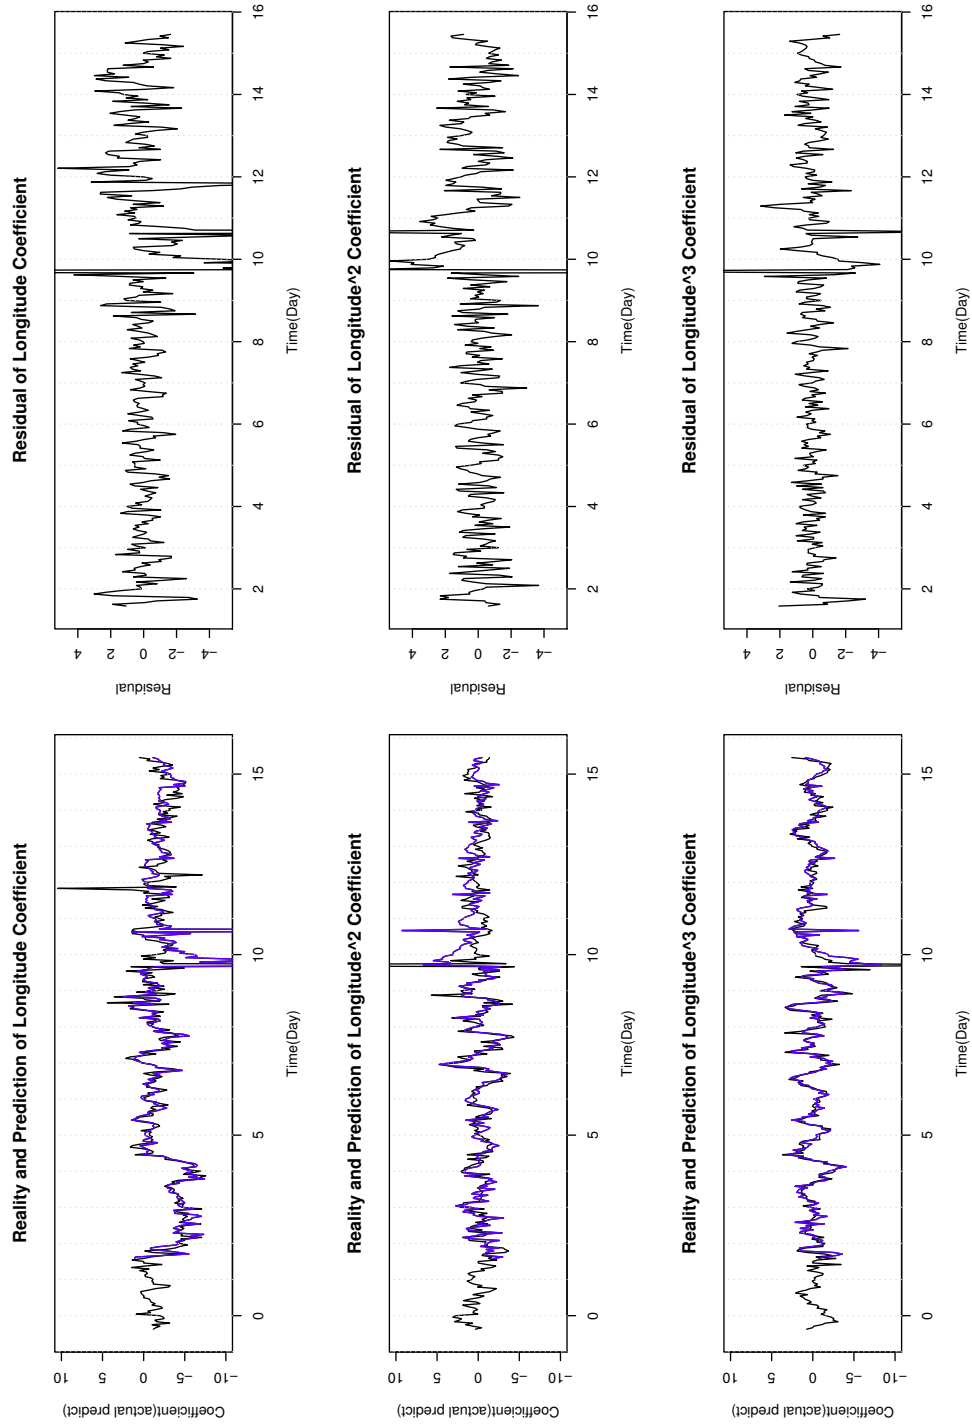 Reality and Prediction of Longitude Coefficient
Coefficient(actual predict)
10
5
0
−5
−10
0 5 10 15
Time(Day)
Residual of Longitude Coefficient
Residual
4
2
0
−2
−4
2 4 6 8 10 12 14 16
Time(Day)
Reality and Prediction of Longitude^2 Coefficient
Coefficient(actual predict)
10
5
0
−5
−10
0 5 10 15
Time(Day)
Residual of Longitude^2 Coefficient
Residual
4
2
0
−2
−4
2 4 6 8 10 12 14 16
Time(Day)
Reality and Prediction of Longitude^3 Coefficient
Coefficient(actual predict)
10
5
0
−5
−10
0 5 10 15
Time(Day)
Residual of Longitude^3 Coefficient
Residual
4
2
0
−2
−4
2 4 6 8 10 12 14 16
Time(Day)